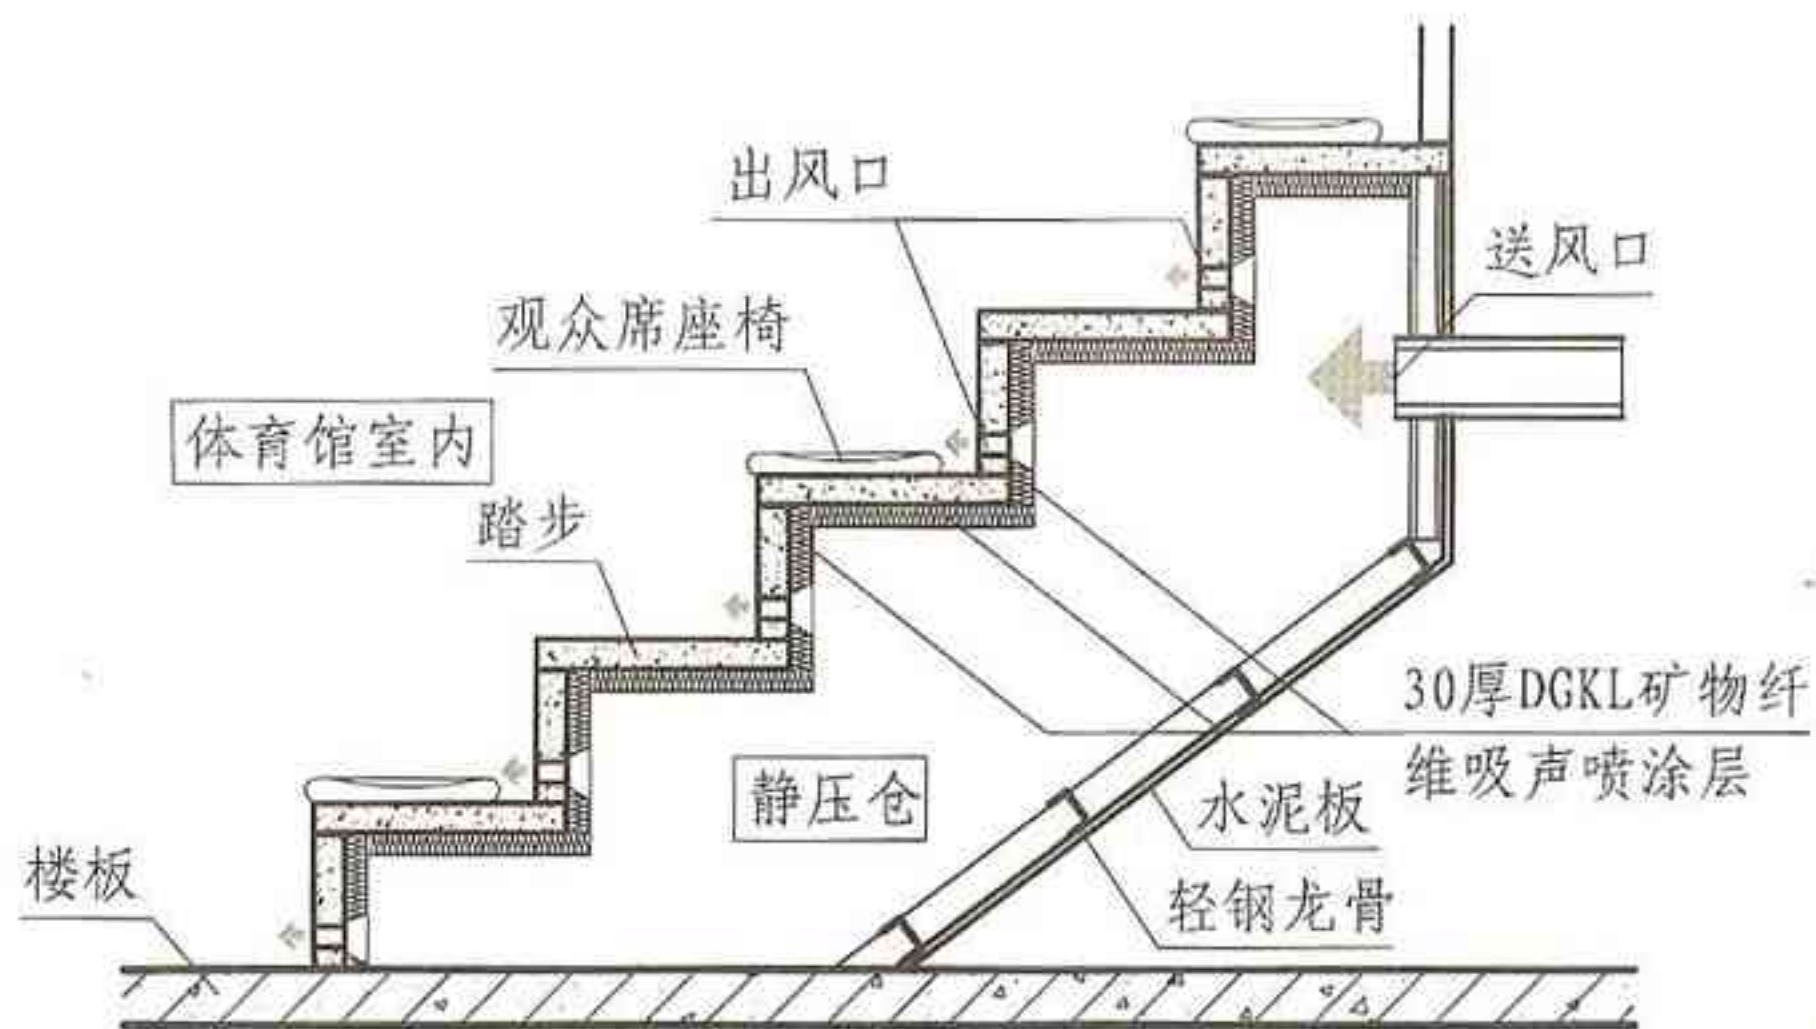 出风口
送风口
观众席座椅
体育馆室内
踏步
30厚DGKL矿物纤
维吸声喷涂层
静压仓
水泥板
楼板
轻钢龙骨